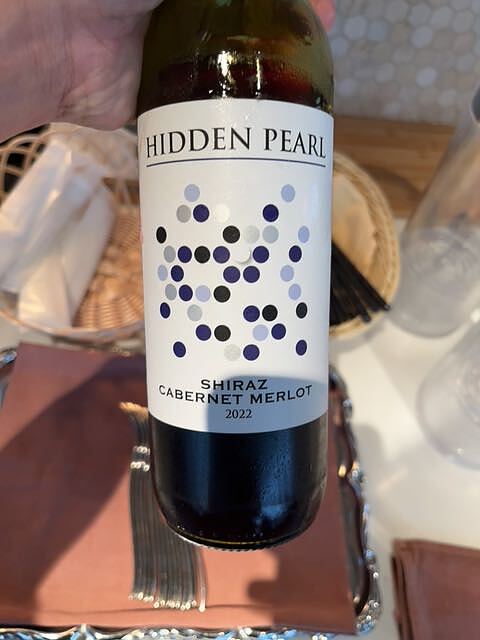 HIDDEN PEARL
SHIRAZ
CABERNET MERLOT
2022